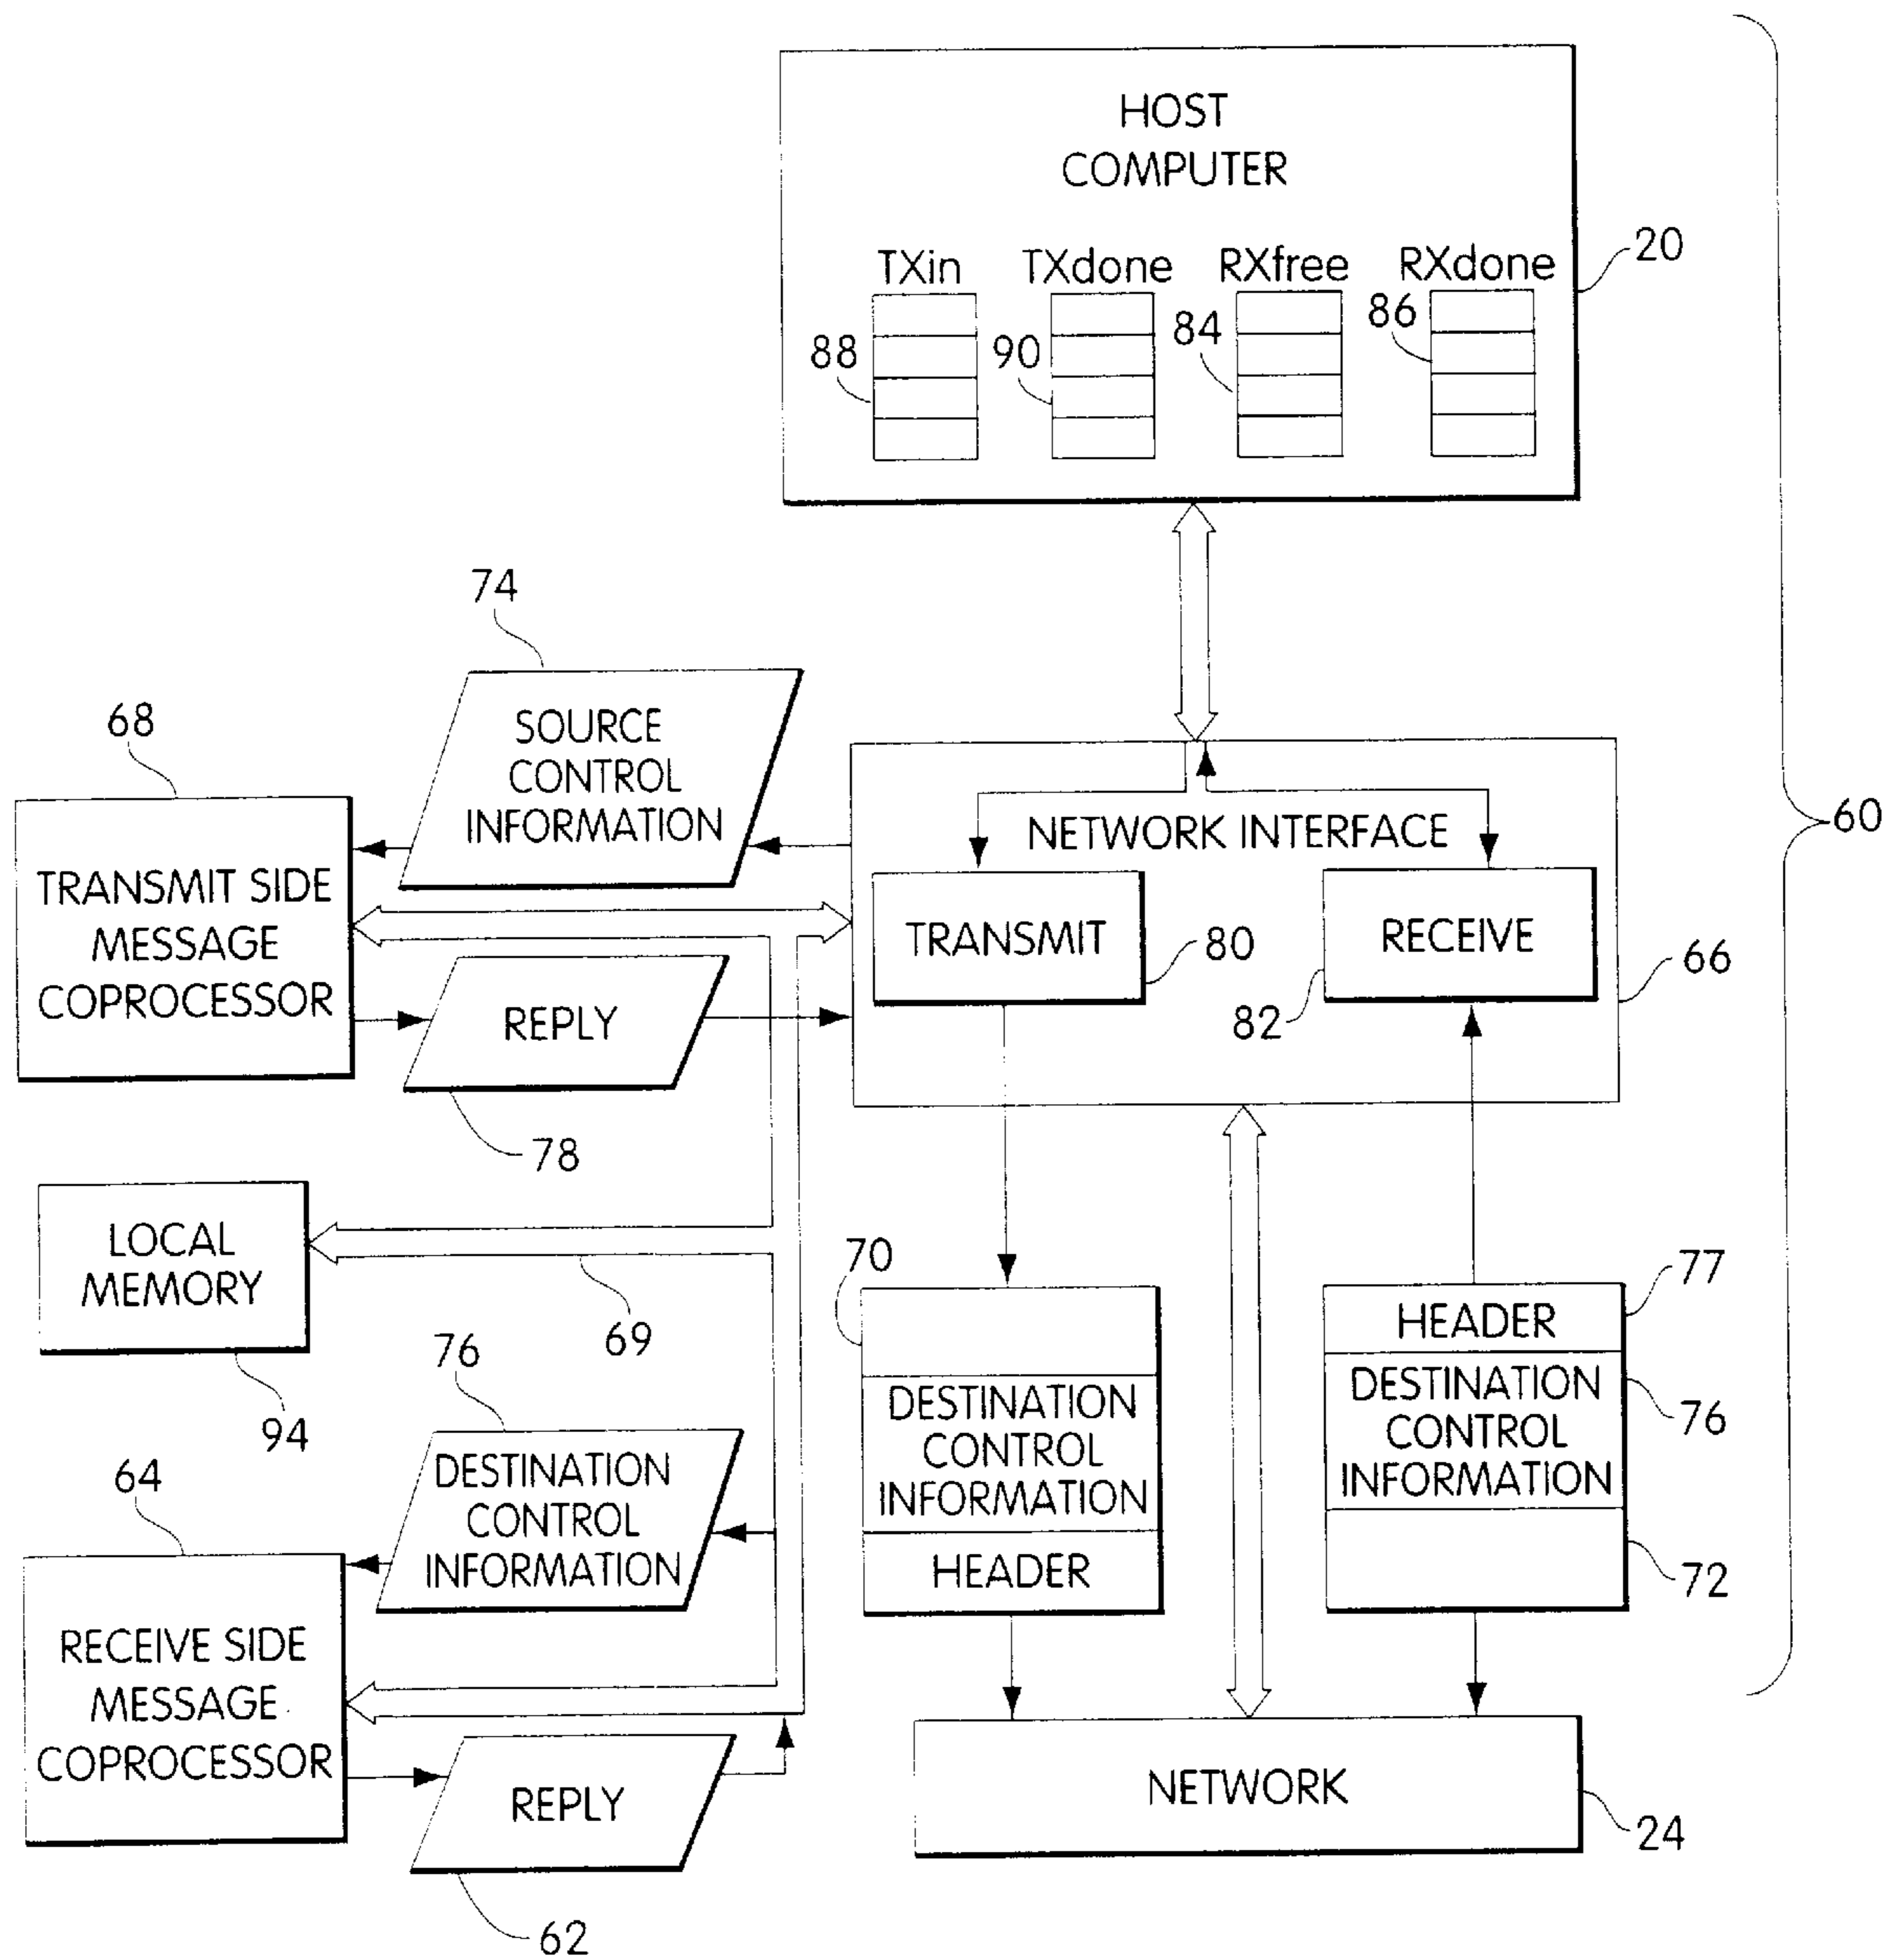 HOST
COMPUTER
TXin TXdone RXfree RXdone
20
88
90
84
86
74
SOURCE
CONTROL
INFORMATION
68
TRANSMIT SIDE
MESSAGE
COPROCESSOR
REPLY
78
NETWORK INTERFACE
TRANSMIT
80
RECEIVE
82
66
60
LOCAL
MEMORY
94
69
70
DESTINATION
CONTROL
INFORMATION
HEADER
77
HEADER
DESTINATION
CONTROL
INFORMATION
76
72
76
DESTINATION
CONTROL
INFORMATION
64
RECEIVE SIDE
MESSAGE
COPROCESSOR
REPLY
62
NETWORK
24